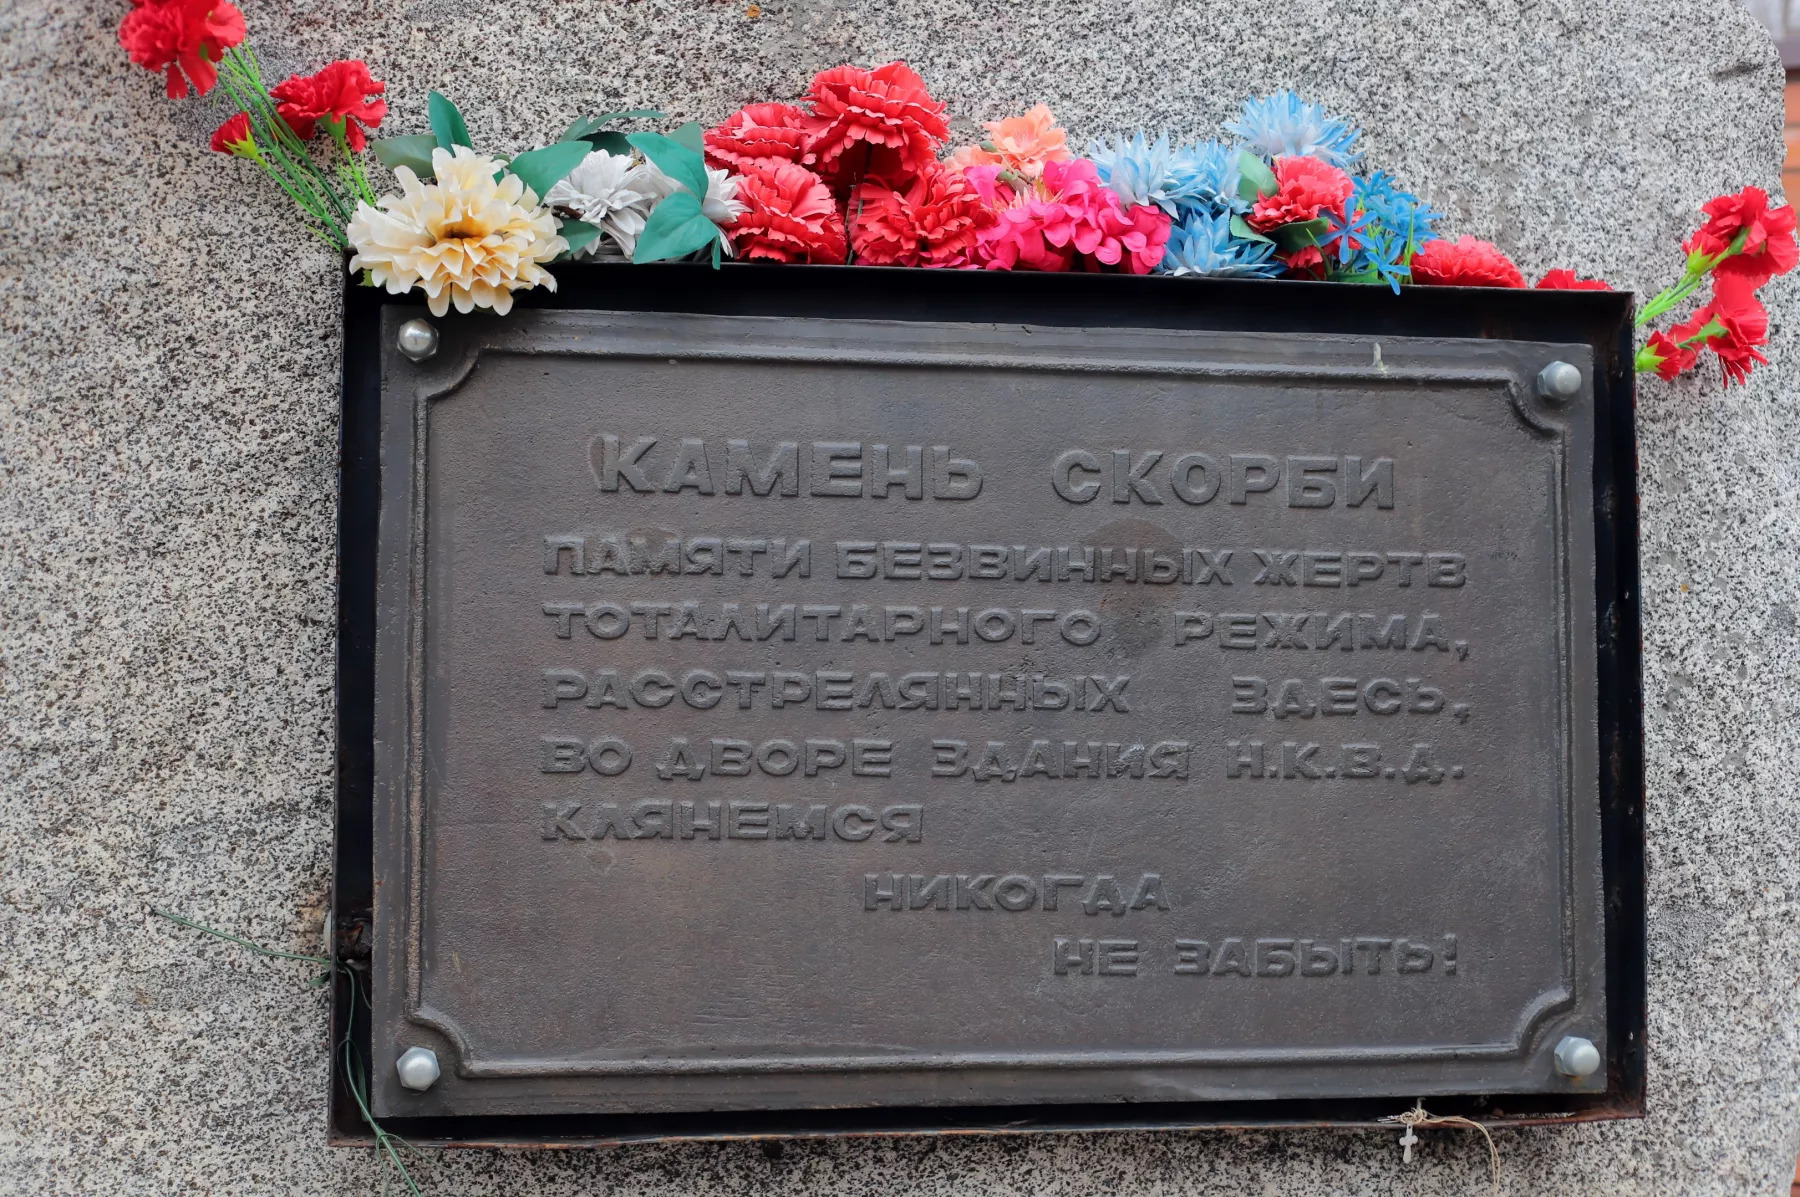 КАМЕНЬ СКОРБИ
ПАМЯТИ БЕЗВИННЫХ ЖЕРТВ
ТОТАЛИТАРНОГО РЕЖИМА,
РАССТРЕЛЯННЫХ ЗДЕСЬ,
ВО ДВОРЕ ЗДАНИЯ Н.К.В.Д.
КЛЯНЕМСЯ
НИКОГДА
НЕ ЗАБЫТЬ!